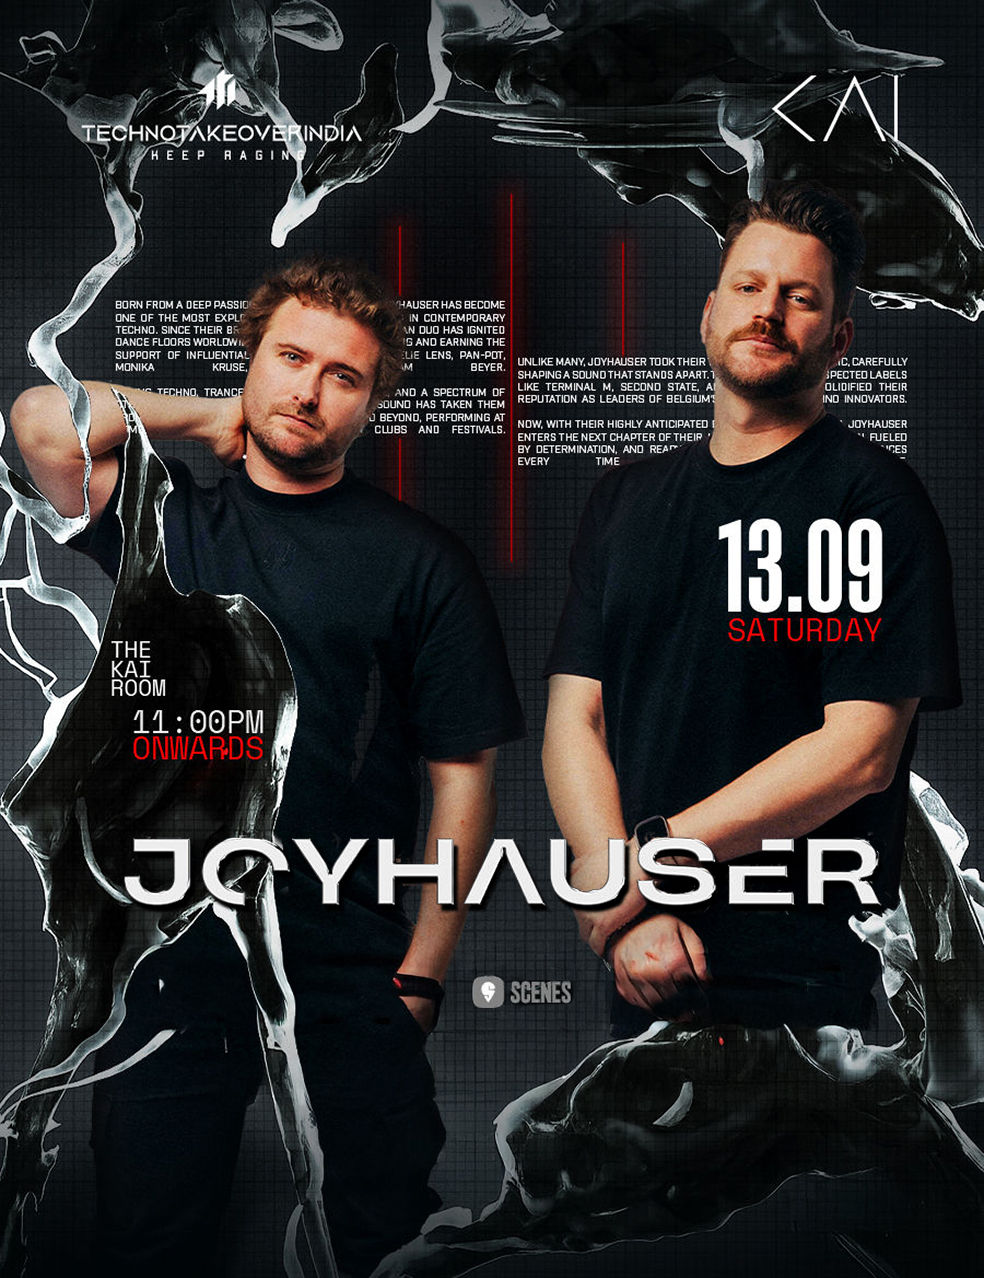 TECHNOTAKEOVERINDIA
KEEP RAGING
KAI
BORN FROM A DEEP PASSIO
HAUSER HAS BECOME
ONE OF THE MOST EXPLO
IN CONTEMPORARY
TECHNO. SINCE THEIR
AN DUO HAS IGNITED
DANCE FLOORS WORLDWI
AND EARNING THE
SUPPORT OF INFLUENTIAL
LENS, PAN-POT,
MONIKA KRUSE,
BEYER.
TECHNO, TRANCE
AND A SPECTRUM OF
SOUND HAS TAKEN THEM
BEYOND, PERFORMING AT
CLUBS AND FESTIVALS.
UNLIKE MANY, JOYHAUSER TOOK THEIR
IC, CAREFULLY
SHAPING A SOUND THAT STANDS APART.
SPECTED LABELS
LIKE TERMINAL M, SECOND STATE,
OLIDIFIED THEIR
REPUTATION AS LEADERS OF BELGIUM'S
ND INNOVATORS.
NOW, WITH THEIR HIGHLY ANTICIPATED
JOYHAUSER
ENTERS THE NEXT CHAPTER OF THEIR
FUELED
BY DETERMINATION, AND READ
NCES
EVERY TIME
13.09
SATURDAY
THE
KAI
ROOM
11:00PM
ONWARDS
JOYHAUSER
SCENES